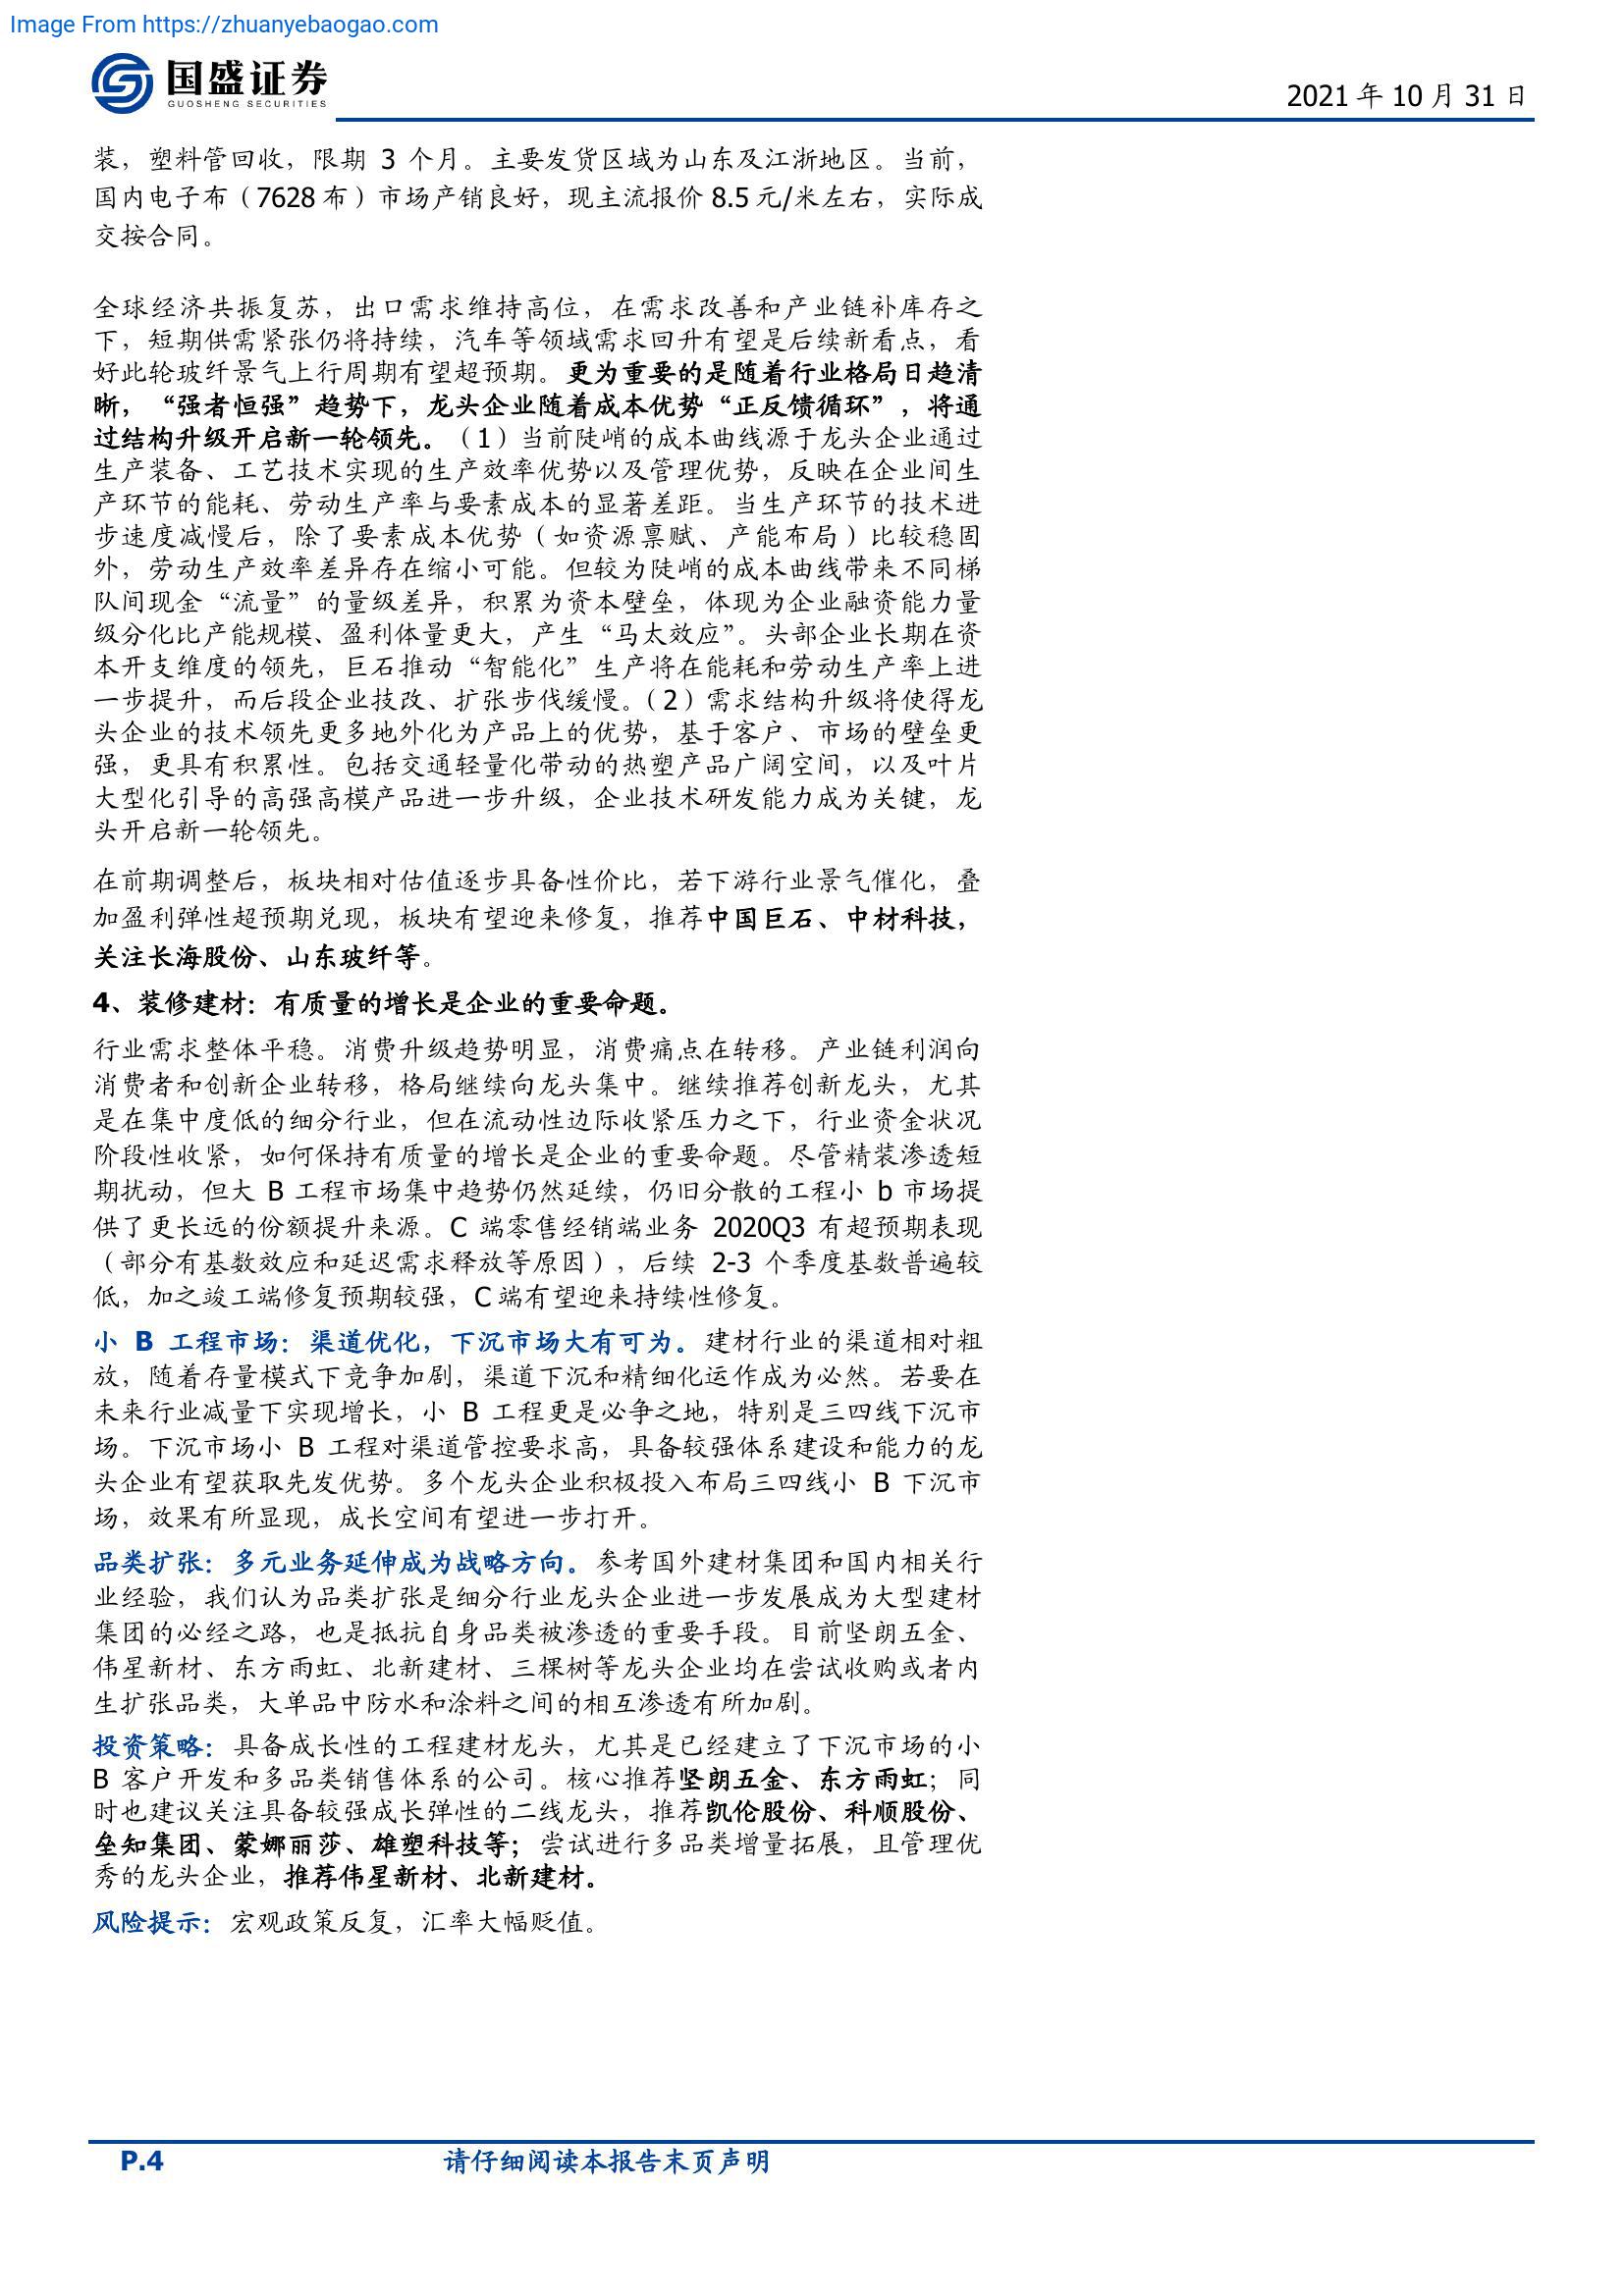 Image From https://zhuanyebaogao.com
国盛证券
GUOSHENG SECURITIES
2021 年 10 月 31 日
装，塑料管回收，限期 3 个月。主要发货区域为山东及江浙地区。当前，
国内电子布（7628 布）市场产销良好，现主流报价 8.5 元/米左右，实际成
交按合同。
全球经济共振复苏，出口需求维持高位，在需求改善和产业链补库存之
下，短期供需紧张仍将持续，汽车等领域需求回升有望是后续新看点，看
好此轮玻纤景气上行周期有望超预期。更为重要的是随着行业格局日趋清
晰，“强者恒强”趋势下，龙头企业随着成本优势“正反馈循环”，将通
过结构升级开启新一轮领先。（1）当前陡峭的成本曲线源于龙头企业通过
生产装备、工艺技术实现的生产效率优势以及管理优势，反映在企业间生
产环节的能耗、劳动生产率与要素成本的显著差距。当生产环节的技术进
步速度减慢后，除了要素成本优势（如资源禀赋、产能布局）比较稳固
外，劳动生产效率差异存在缩小可能。但较为陡峭的成本曲线带来不同梯
队间现金“流量”的量级差异，积累为资本壁垒，体现为企业融资能力量
级分化比产能规模、盈利体量更大，产生“马太效应”。头部企业长期在资
本开支维度的领先，巨石推动“智能化”生产将在能耗和劳动生产率上进
一步提升，而后段企业技改、扩张步伐缓慢。（2）需求结构升级将使得龙
头企业的技术领先更多地外化为产品上的优势，基于客户、市场的壁垒更
强，更具有积累性。包括交通轻量化带动的热塑产品广阔空间，以及叶片
大型化引导的高强高模产品进一步升级，企业技术研发能力成为关键，龙
头开启新一轮领先。
在前期调整后，板块相对估值逐步具备性价比，若下游行业景气催化，叠
加盈利弹性超预期兑现，板块有望迎来修复，推荐中国巨石、中材科技，
关注长海股份、山东玻纤等。
4、装修建材：有质量的增长是企业的重要命题。
行业需求整体平稳。消费升级趋势明显，消费痛点在转移。产业链利润向
消费者和创新企业转移，格局继续向龙头集中。继续推荐创新龙头，尤其
是在集中度低的细分行业，但在流动性边际收紧压力之下，行业资金状况
阶段性收紧，如何保持有质量的增长是企业的重要命题。尽管精装渗透短
期扰动，但大 B 工程市场集中趋势仍然延续，仍旧分散的工程小 b 市场提
供了更长远的份额提升来源。C 端零售经销端业务 2020Q3 有超预期表现
（部分有基数效应和延迟需求释放等原因），后续 2-3 个季度基数普遍较
低，加之竣工端修复预期较强，C 端有望迎来持续性修复。
小 B 工程市场：渠道优化，下沉市场大有可为。建材行业的渠道相对粗
放，随着存量模式下竞争加剧，渠道下沉和精细化运作成为必然。若要在
未来行业减量下实现增长，小 B 工程更是必争之地，特别是三四线下沉市
场。下沉市场小 B 工程对渠道管控要求高，具备较强体系建设和能力的龙
头企业有望获取先发优势。多个龙头企业积极投入布局三四线小 B 下沉市
场，效果有所显现，成长空间有望进一步打开。
品类扩张：多元业务延伸成为战略方向。参考国外建材集团和国内相关行
业经验，我们认为品类扩张是细分行业龙头企业进一步发展成为大型建材
集团的必经之路，也是抵抗自身品类被渗透的重要手段。目前坚朗五金、
伟星新材、东方雨虹、北新建材、三棵树等龙头企业均在尝试收购或者内
生扩张品类，大单品中防水和涂料之间的相互渗透有所加剧。
投资策略：具备成长性的工程建材龙头，尤其是已经建立了下沉市场的小
B 客户开发和多品类销售体系的公司。核心推荐坚朗五金、东方雨虹；同
时也建议关注具备较强成长弹性的二线龙头，推荐凯伦股份、科顺股份、
垒知集团、蒙娜丽莎、雄塑科技等；尝试进行多品类增量拓展，且管理优
秀的龙头企业，推荐伟星新材、北新建材。
风险提示：宏观政策反复，汇率大幅贬值。
P.4
请仔细阅读本报告末页声明